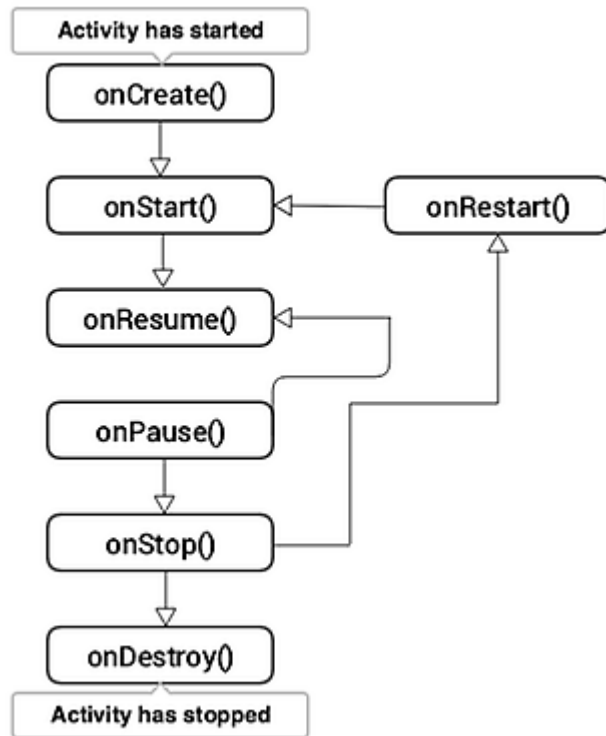 Activity has started
onCreate()
onStart()
onRestart()
onResume()
onPause()
onStop()
onDestroy()
Activity has stopped